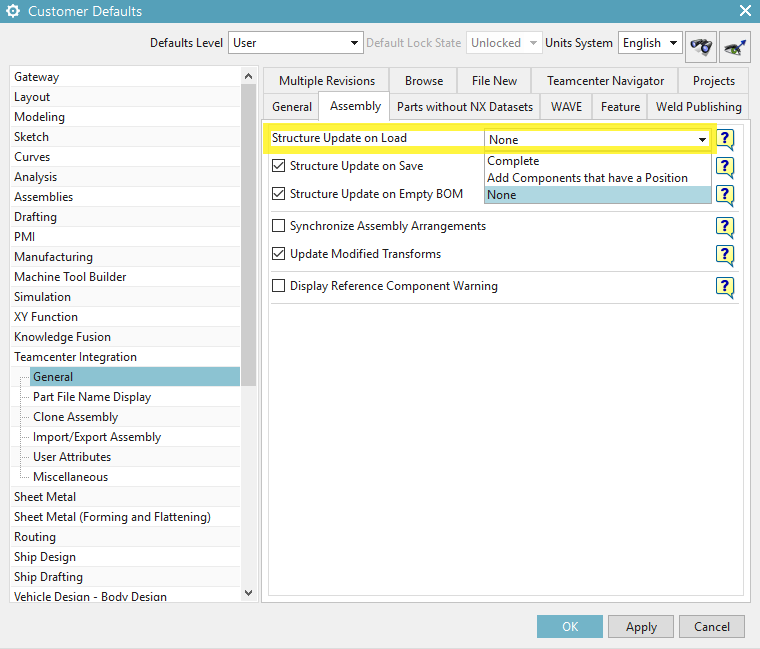 Customer Defaults
Defaults Level User Default Lock State Unlocked Units System English
Gateway
Layout
Modeling
Sketch
Curves
Analysis
Assemblies
Drafting
PMI
Manufacturing
Machine Tool Builder
Simulation
XY Function
Knowledge Fusion
Teamcenter Integration
General
Part File Name Display
Clone Assembly
Import/Export Assembly
User Attributes
Miscellaneous
Sheet Metal
Sheet Metal (Forming and Flattening)
Routing
Ship Design
Ship Drafting
Vehicle Design - Body Design
Multiple Revisions Browse File New Teamcenter Navigator Projects
General Assembly Parts without NX Datasets WAVE Feature Weld Publishing
Structure Update on Load None ?
Complete
Add Components that have a Position
None
Structure Update on Save ?
Structure Update on Empty BOM ?
Synchronize Assembly Arrangements ?
Update Modified Transforms ?
Display Reference Component Warning ?
OK Apply Cancel